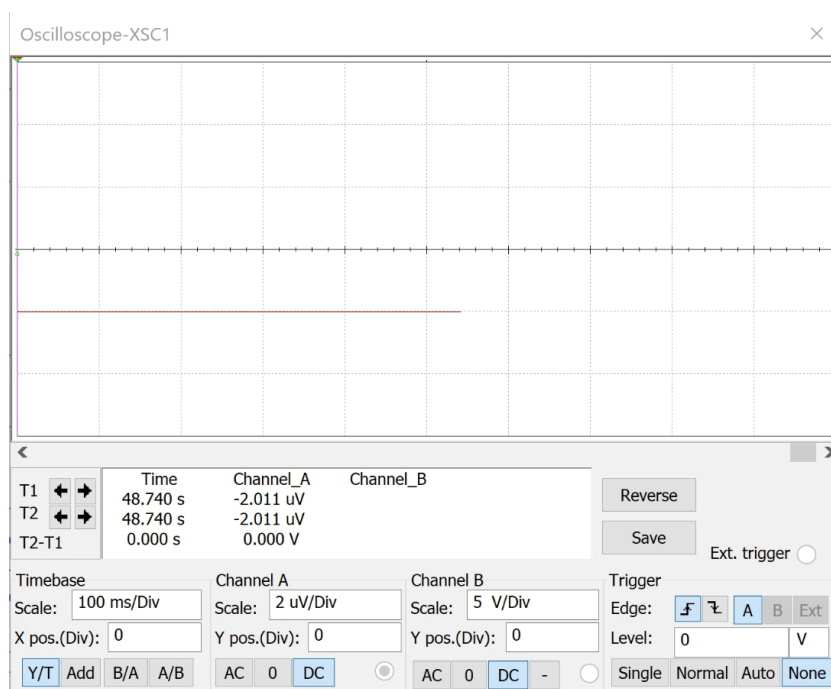 Oscilloscope-XSC1
Time Channel_A Channel_B
T1 48.740 s -2.011 uV
T2 48.740 s -2.011 uV
T2-T1 0.000 s 0.000 V
Reverse
Save
Ext. trigger
Timebase
Scale: 100 ms/Div
X pos.(Div): 0
Y/T Add B/A A/B
Channel A
Scale: 2 uV/Div
Y pos.(Div): 0
AC 0 DC
Channel B
Scale: 5 V/Div
Y pos.(Div): 0
AC 0 DC -
Trigger
Edge: A B Ext
Level: 0 V
Single Normal Auto None